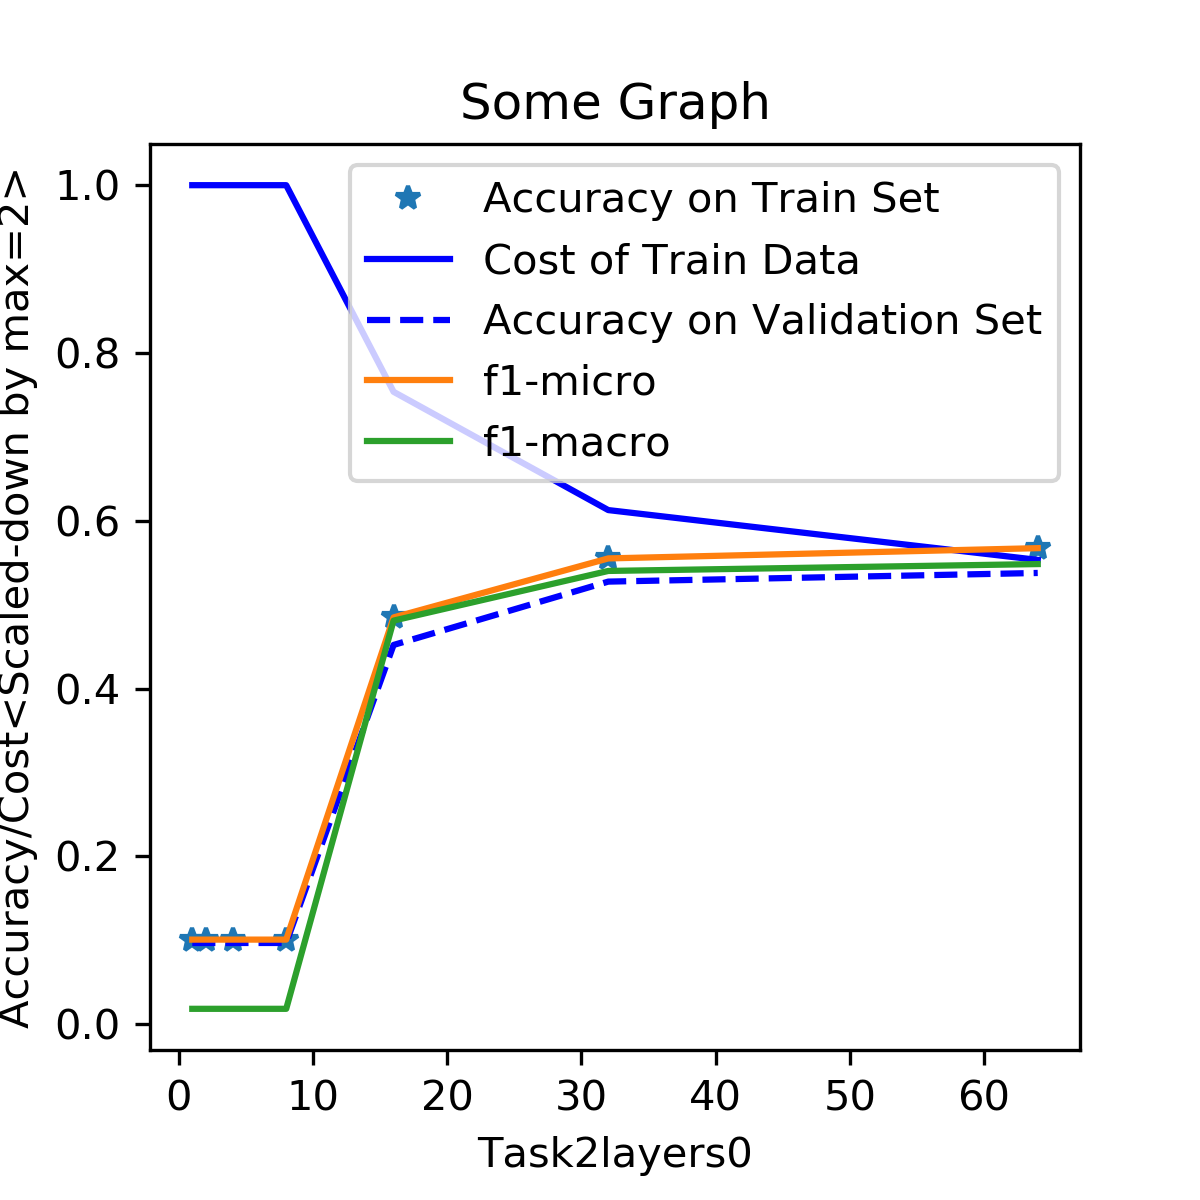 Some Graph
Accuracy/Cost<Scaled-down by max=2>
1.0
0.8
0.6
0.4
0.2
0.0
Accuracy on Train Set
Cost of Train Data
Accuracy on Validation Set
f1-micro
f1-macro
0 10 20 30 40 50 60
Task2layers0